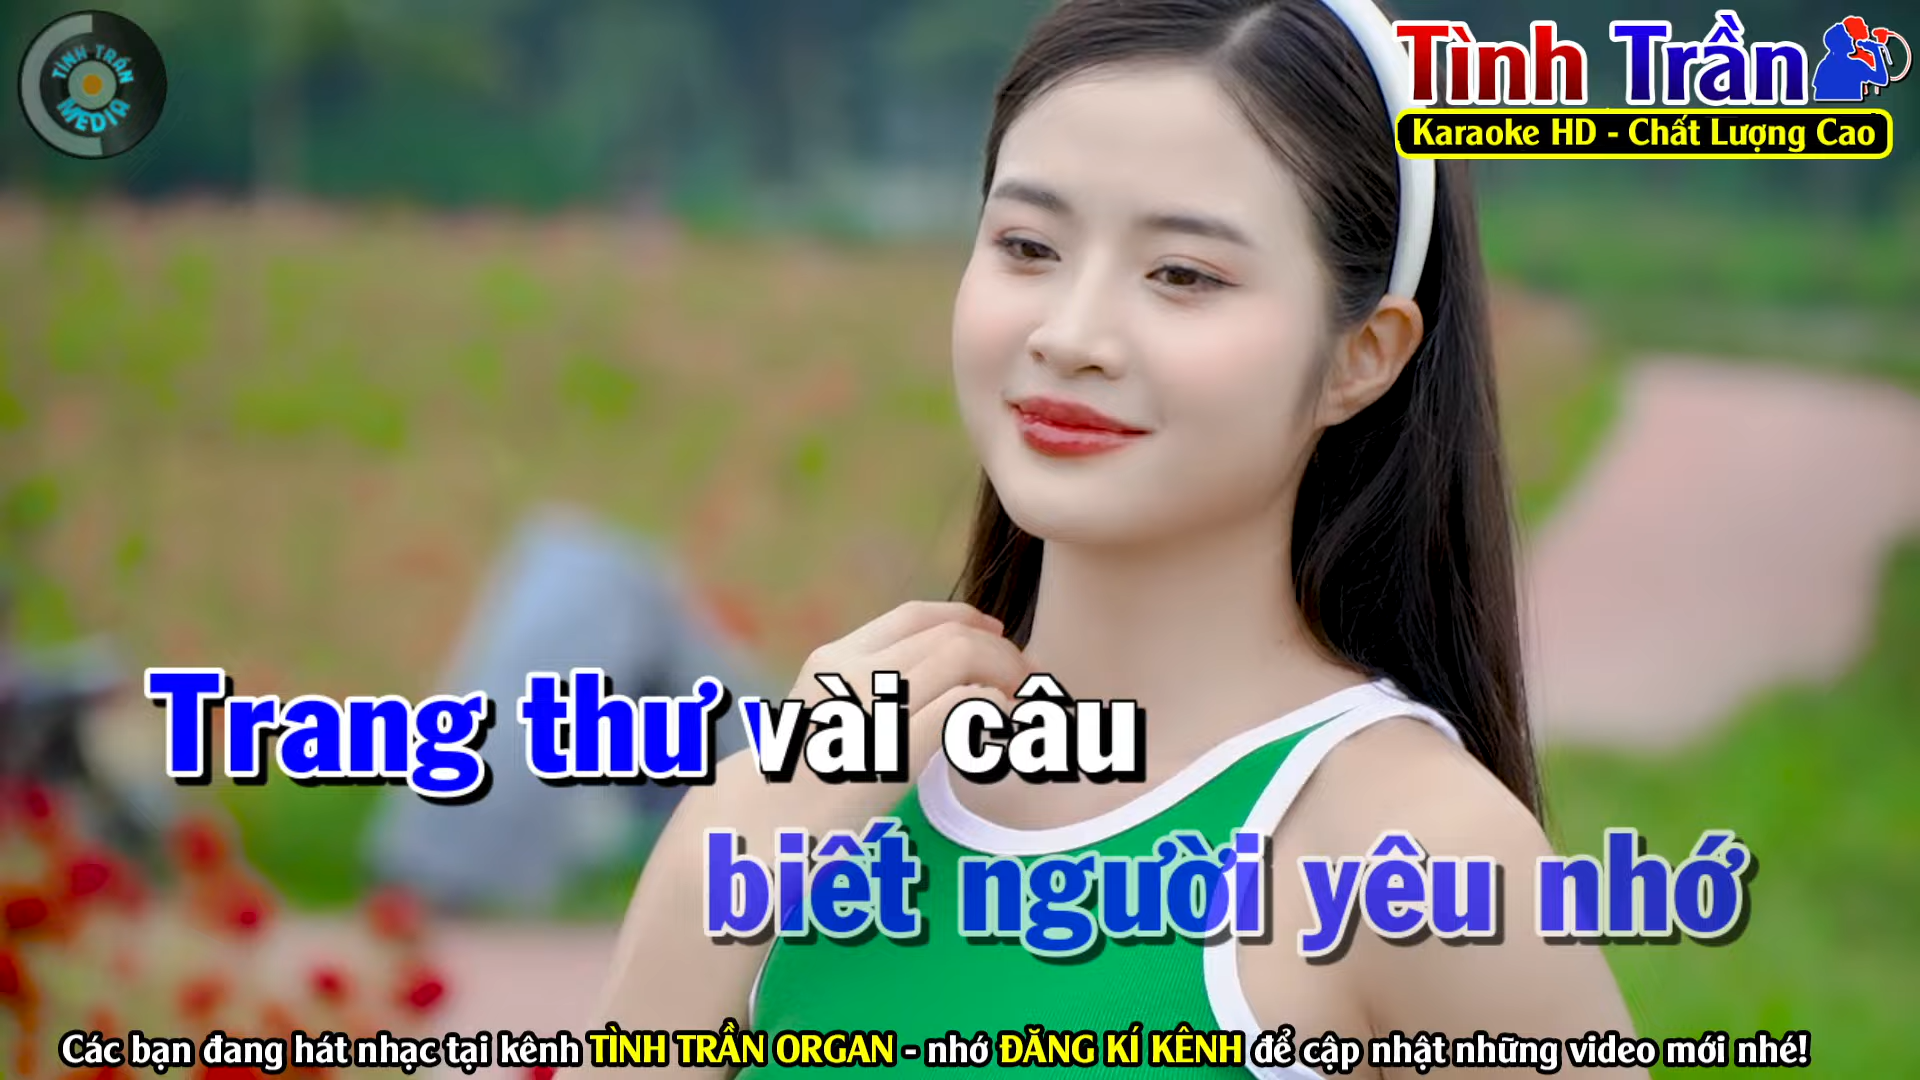 TÌNH TRẦN
MEDIA
Tình Trần
Karaoke HD - Chất Lượng Cao
Trang thư vài câu
biết người yêu nhớ
Các bạn đang hát nhạc tại kênh TÌNH TRẦN ORGAN - nhớ ĐĂNG KÍ KÊNH để cập nhật những video mới nhé!